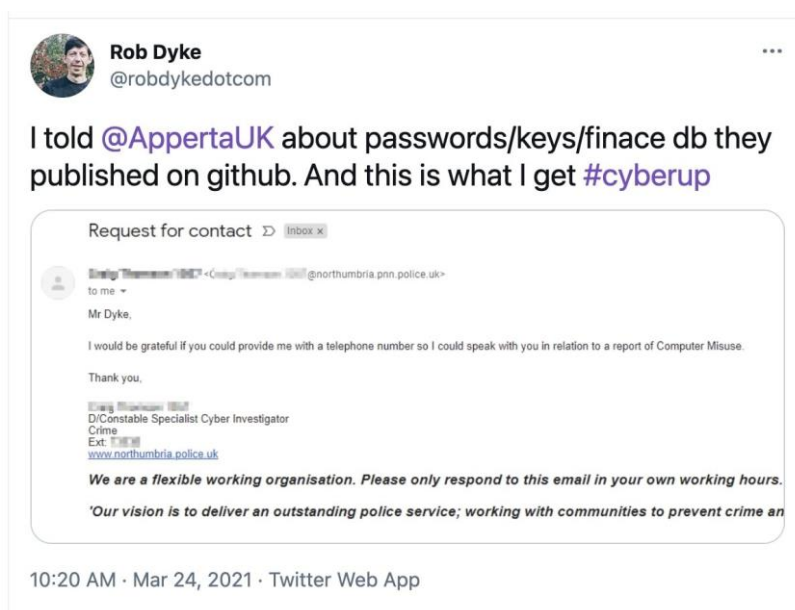 Rob Dyke
@robdykedotcom
I told @AppertaUK about passwords/keys/finace db they
published on github. And this is what I get #cyberup
Request for contact Inbox x
@northumbria.pnn.police.uk>
to me
Mr Dyke,
I would be grateful if you could provide me with a telephone number so I could speak with you in relation to a report of Computer Misuse.
Thank you,
D/Constable Specialist Cyber Investigator
Crime
Ext:
www.northumbria.police.uk
We are a flexible working organisation. Please only respond to this email in your own working hours.
'Our vision is to deliver an outstanding police service; working with communities to prevent crime an
10:20 AM · Mar 24, 2021 · Twitter Web App